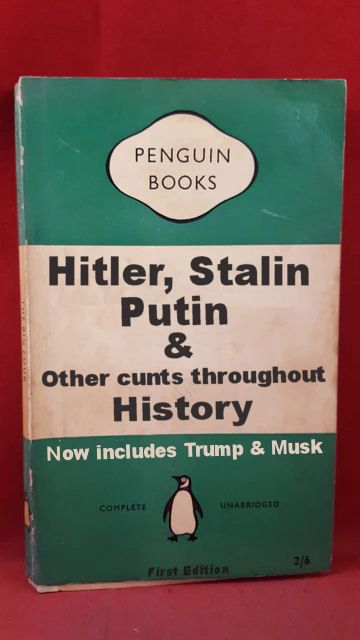 PENGUIN
BOOKS
Hitler, Stalin
Putin
&
Other cunts throughout
History
Now includes Trump & Musk
COMPLETE UNABRIDGED
First Edition 2/6